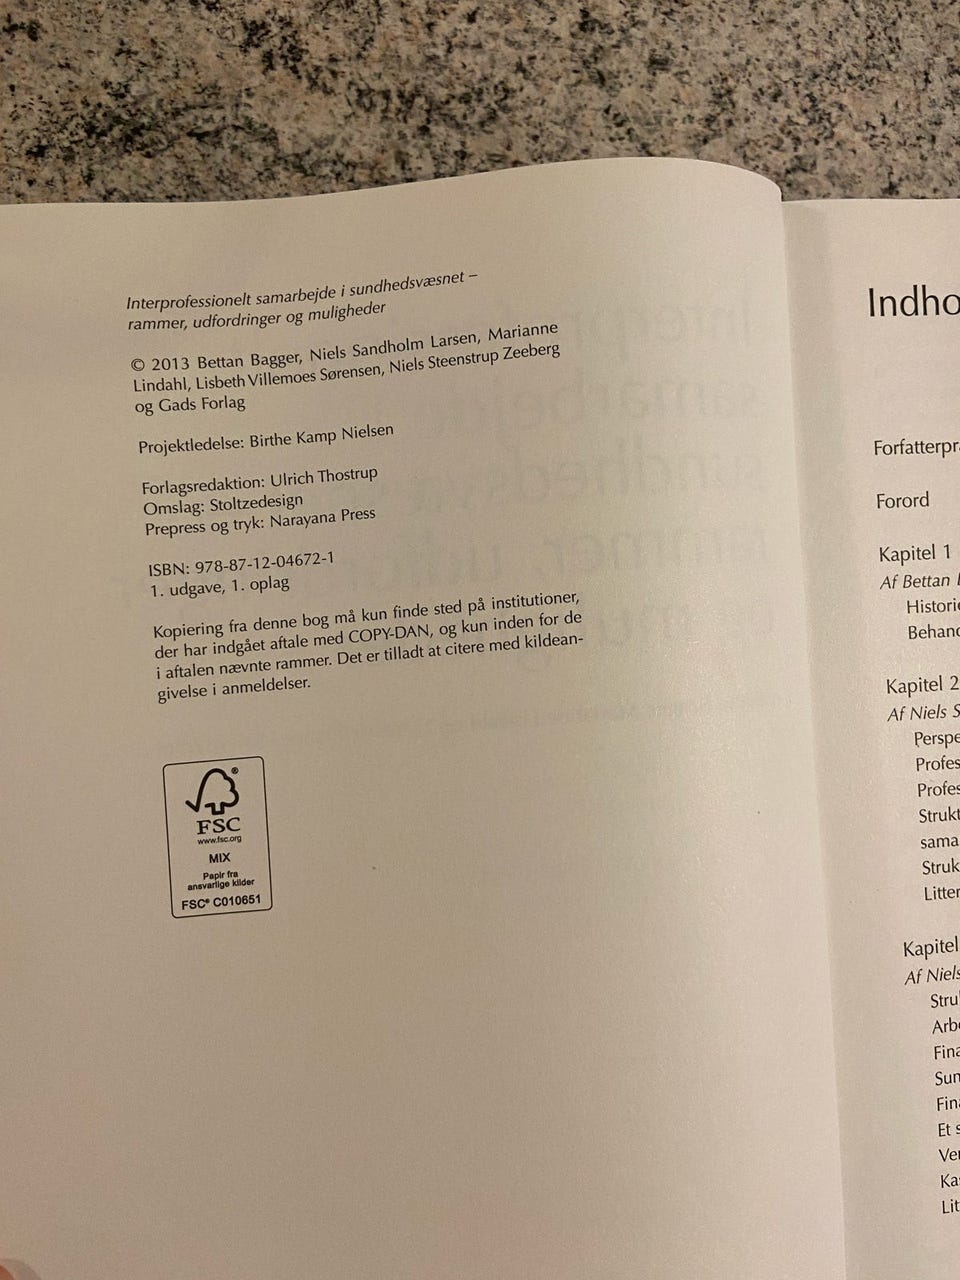 Interprofessionelt samarbejde i sundhedsvæsnet –
rammer, udfordringer og muligheder
© 2013 Bettan Bagger, Niels Sandholm Larsen, Marianne
Lindahl, Lisbeth Villemoes Sørensen, Niels Steenstrup Zeeberg
og Gads Forlag
Projektledelse: Birthe Kamp Nielsen
Forlagsredaktion: Ulrich Thostrup
Omslag: Stoltzedesign
Prepress og tryk: Narayana Press
ISBN: 978-87-12-04672-1
1. udgave, 1. oplag
Kopiering fra denne bog må kun finde sted på institutioner,
der har indgået aftale med COPY-DAN, og kun inden for de
i aftalen nævnte rammer. Det er tilladt at citere med kildean-
givelse i anmeldelser.
®
FSC
www.fsc.org
MIX
Papir fra
ansvarlige kilder
FSC® C010651
Indho
Forfatterpr
Forord
Kapitel 1
Af Bettan
Histori
Behand
Kapitel 2
Af Niels S
Perspe
Profes
Profes
Strukt
sama
Struk
Litter
Kapitel
Af Niels
Stru
Arb
Fina
Sun
Fin
Et s
Ver
Ka
Lit